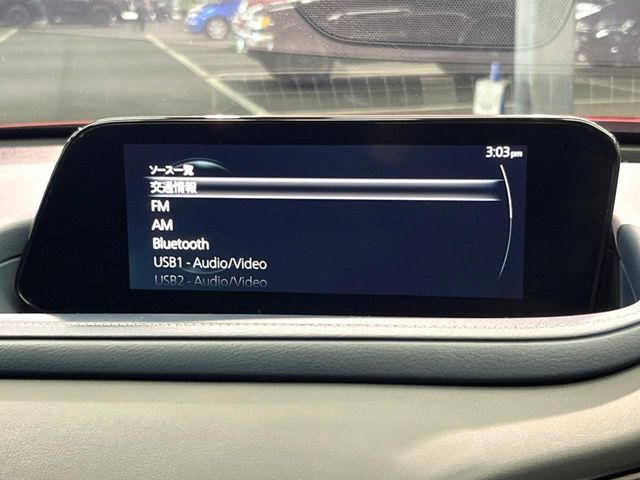 3:03pm
ソース一覧
交通情報
FM
AM
Bluetooth
USB1 - Audio/Video
USB2 - Audio/Video